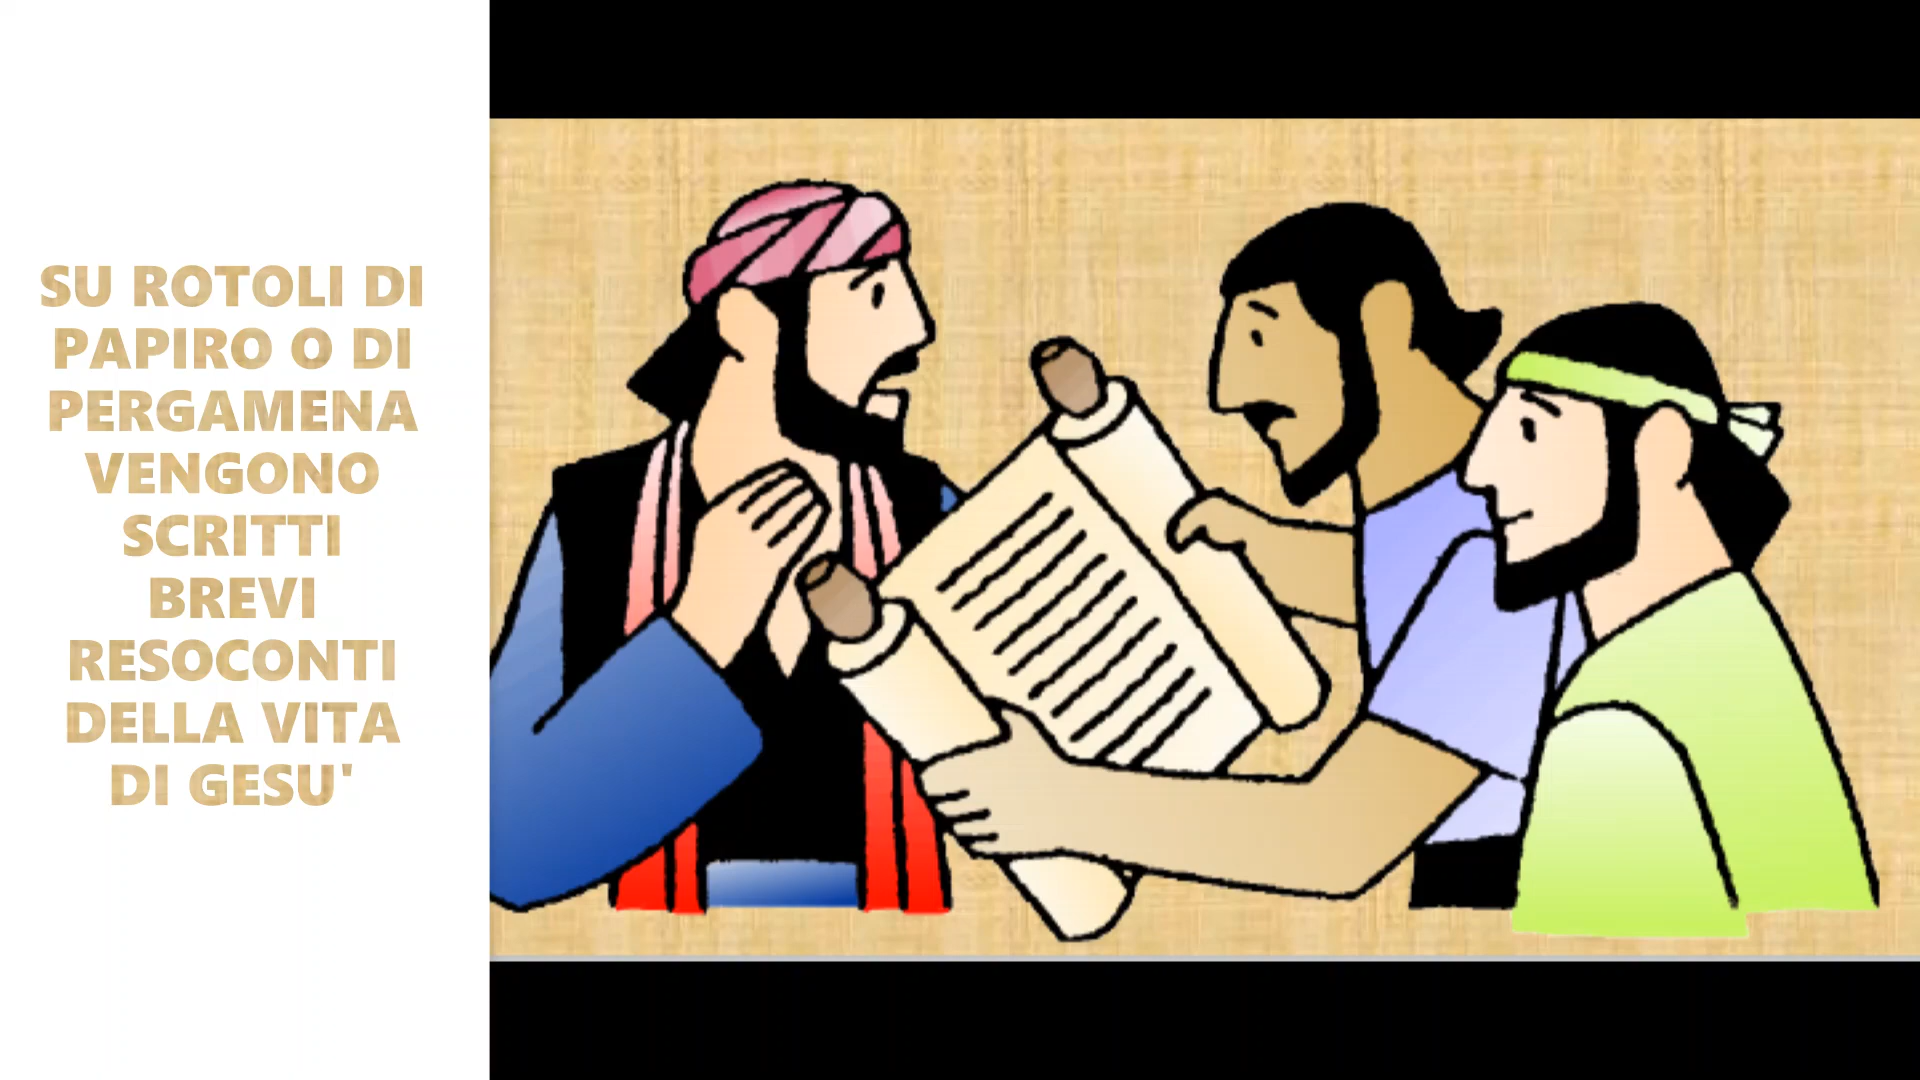 SU ROTOLI DI
PAPIRO O DI
PERGAMENA
VENGONO
SCRITTI
BREVI
RESOCONTI
DELLA VITA
DI GESU'